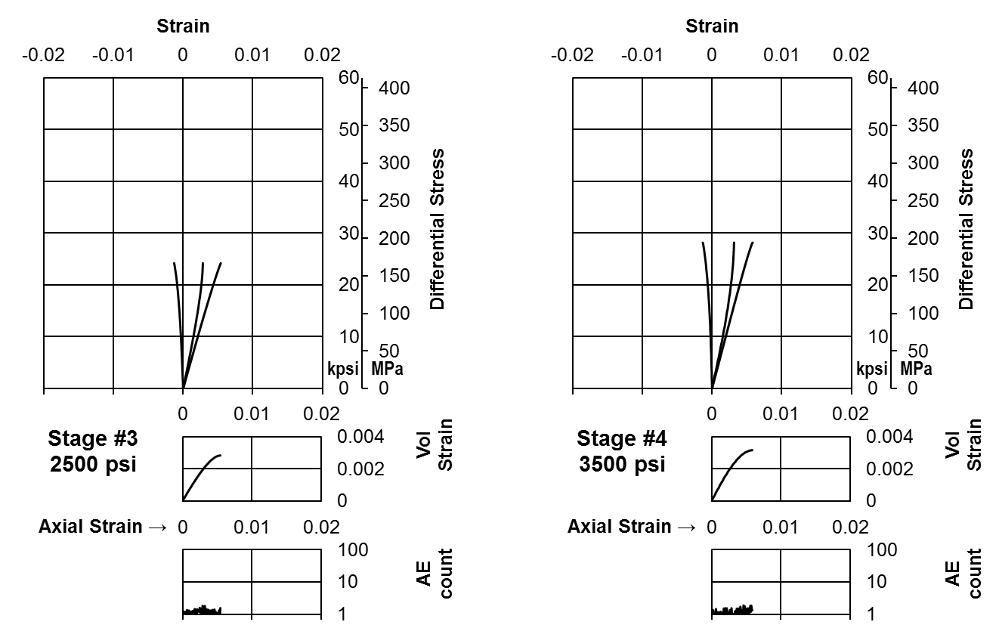 Strain
-0.02 -0.01 0 0.01 0.02
60
50
40
30
20
10
kpsi
0
400
350
300
250
200
150
100
50
MPa
0
Differential Stress
0 0.01 0.02
Stage #3
2500 psi
0.004
0.002
0
Vol
Strain
Axial Strain → 0 0.01 0.02
100
10
1
AE
count
Strain
-0.02 -0.01 0 0.01 0.02
60
50
40
30
20
10
kpsi
0
400
350
300
250
200
150
100
50
MPa
0
Differential Stress
0 0.01 0.02
Stage #4
3500 psi
0.004
0.002
0
Vol
Strain
Axial Strain → 0 0.01 0.02
100
10
1
AE
count